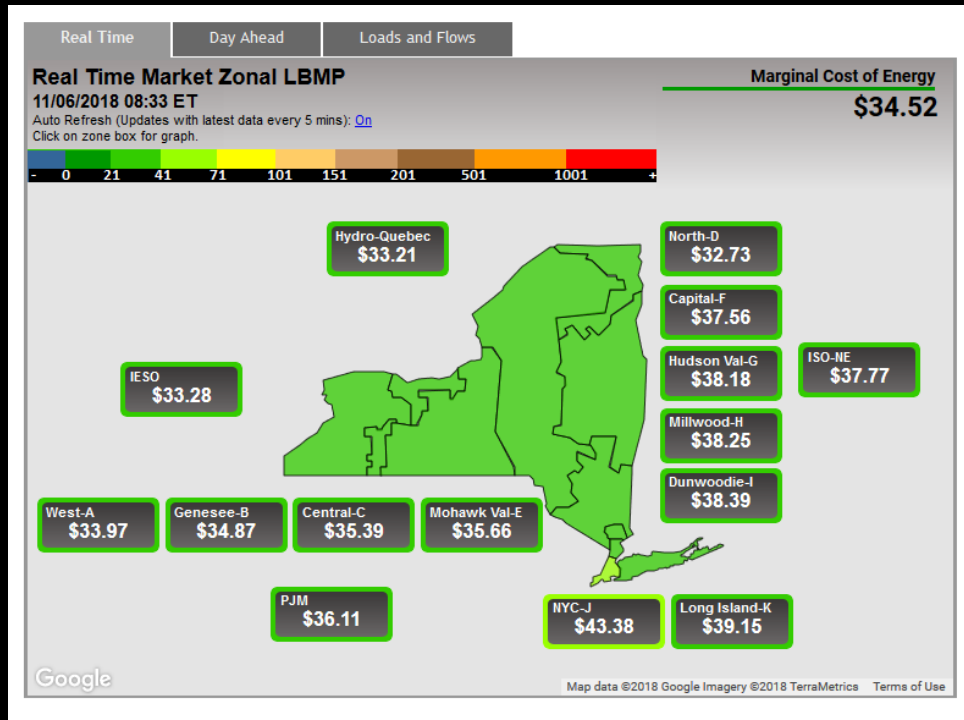 Real Time
Day Ahead
Loads and Flows
Real Time Market Zonal LBMP
11/06/2018 08:33 ET
Auto Refresh (Updates with latest data every 5 mins): On
Click on zone box for graph.
Marginal Cost of Energy
$34.52
- 0 21 41 71 101 151 201 501 1001 +
Hydro-Quebec
$33.21
North-D
$32.73
Capital-F
$37.56
IESO
$33.28
Hudson Val-G
$38.18
ISO-NE
$37.77
Millwood-H
$38.25
Dunwoodie-I
$38.39
West-A
$33.97
Genesee-B
$34.87
Central-C
$35.39
Mohawk Val-E
$35.66
PJM
$36.11
NYC-J
$43.38
Long Island-K
$39.15
Google
Map data ©2018 Google Imagery ©2018 TerraMetrics Terms of Use